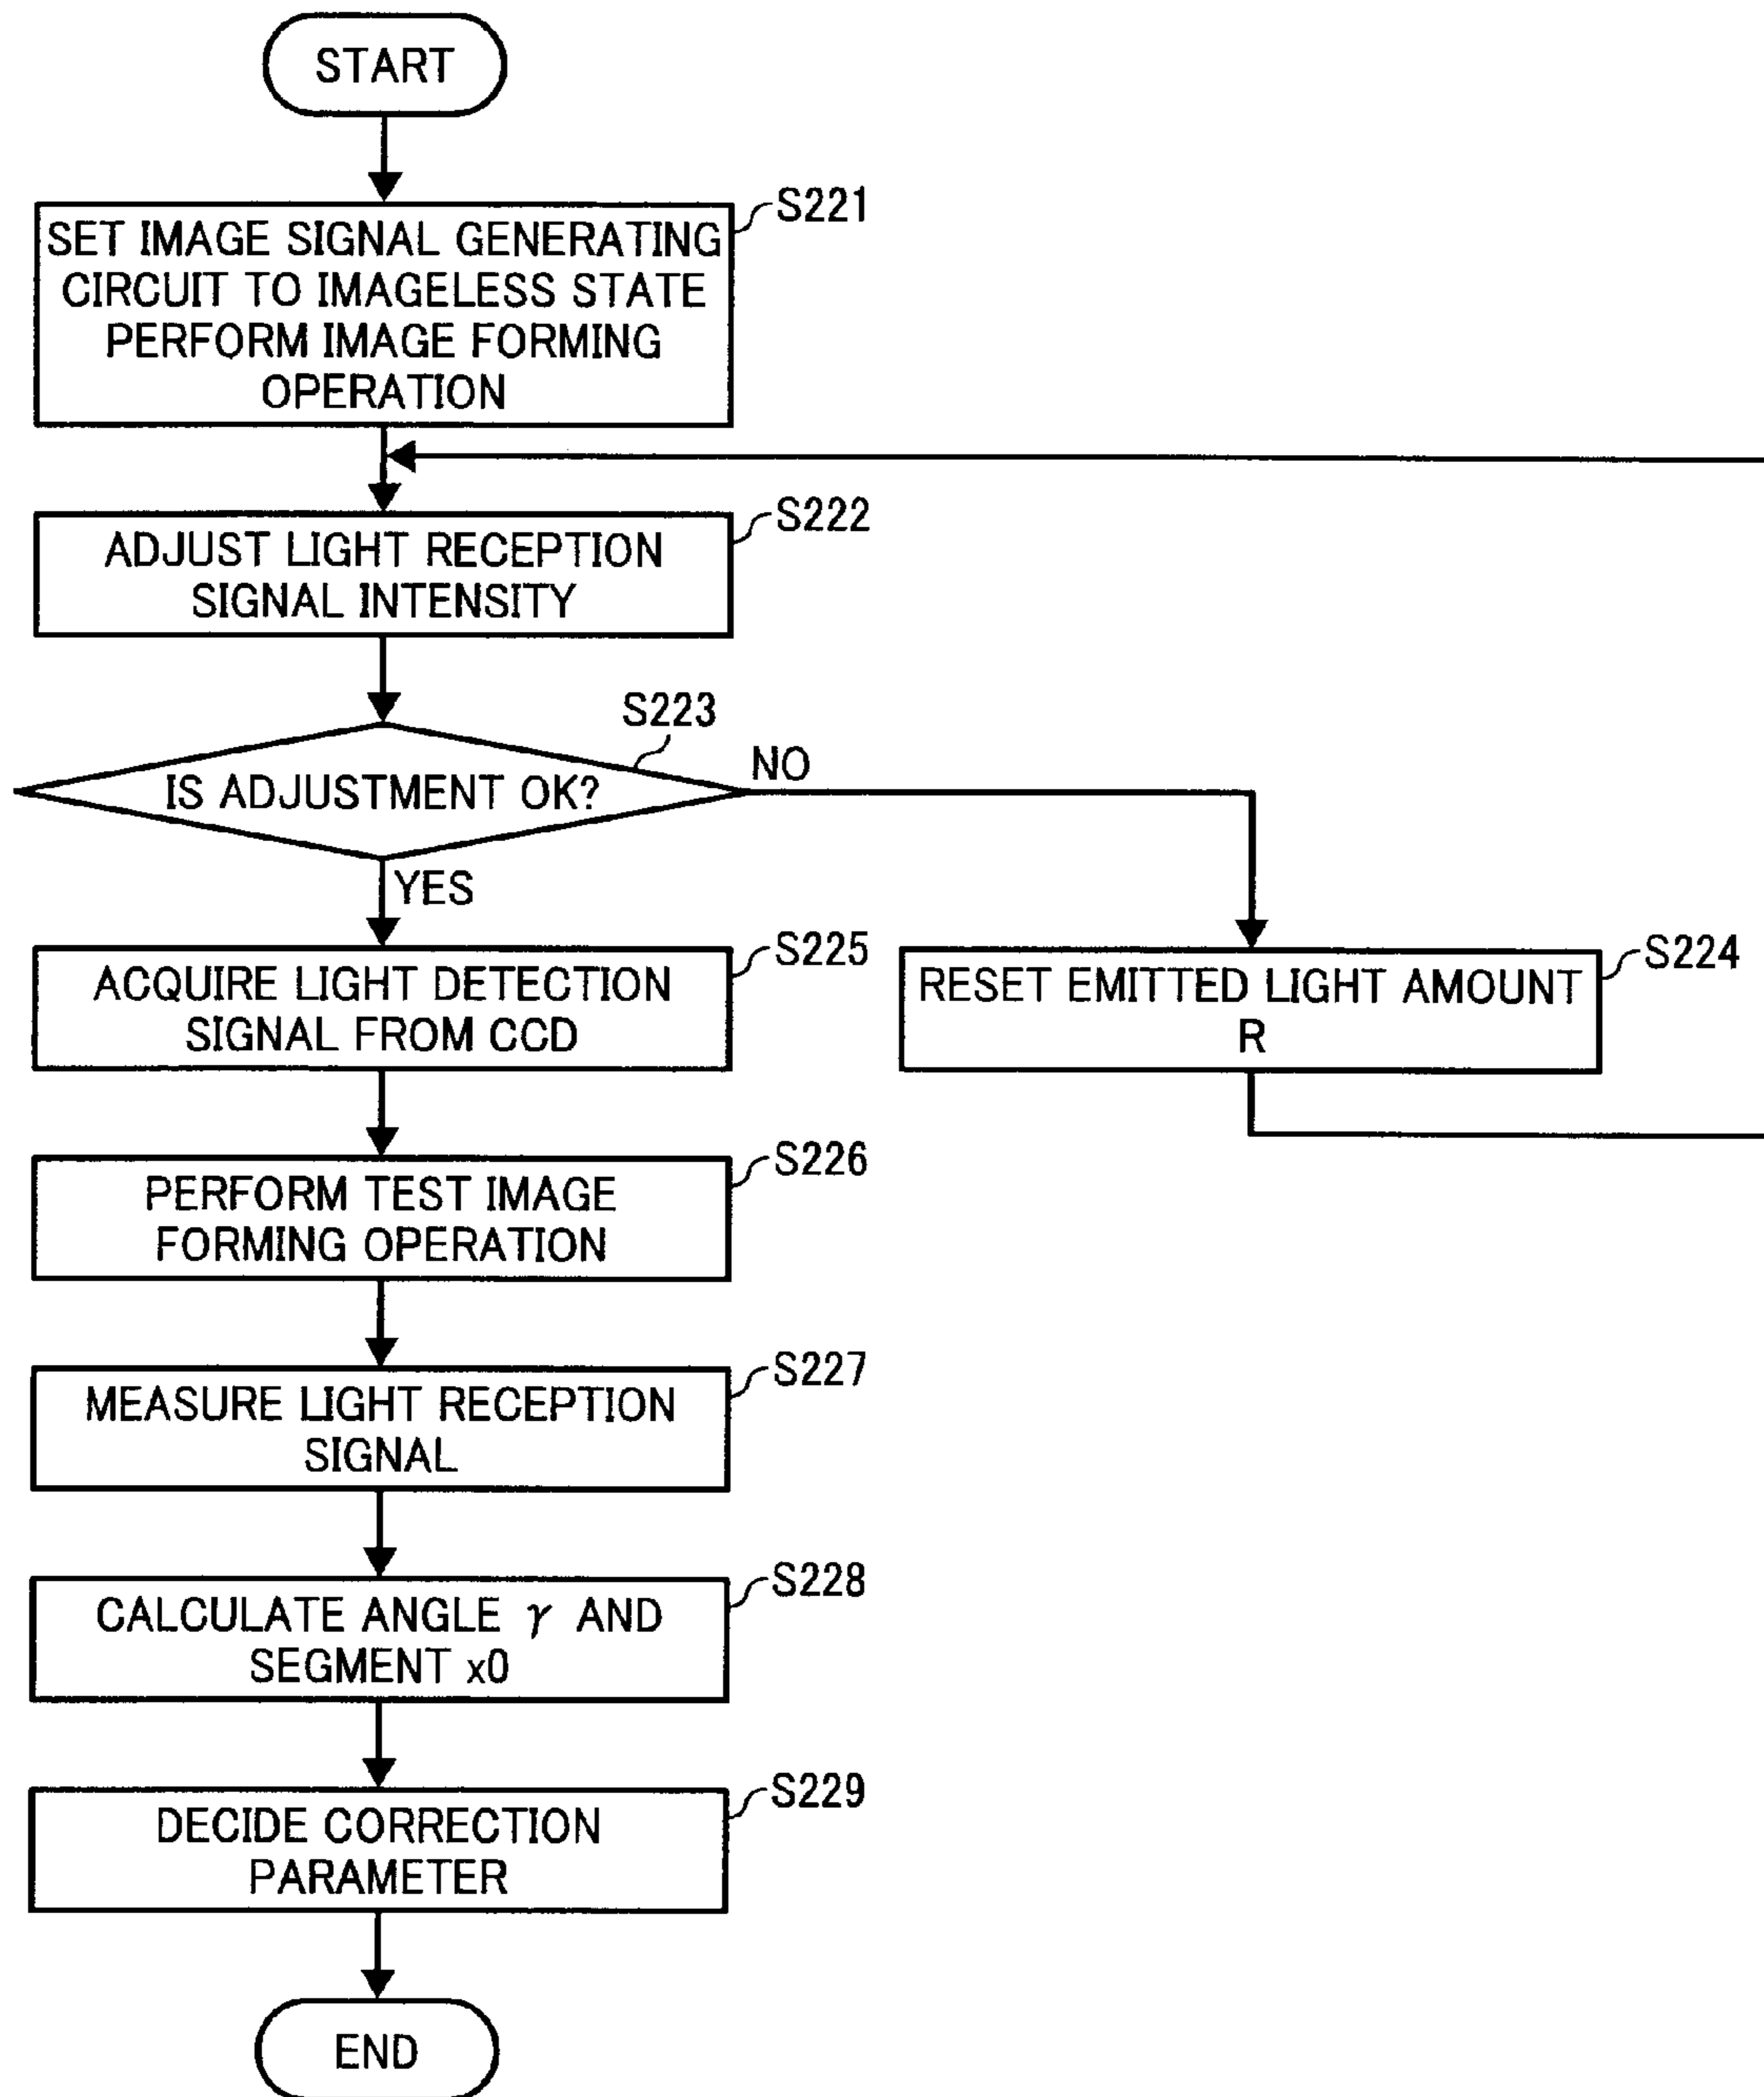 START
S221
SET IMAGE SIGNAL GENERATING
CIRCUIT TO IMAGELESS STATE
PERFORM IMAGE FORMING
OPERATION
S222
ADJUST LIGHT RECEPTION
SIGNAL INTENSITY
S223
IS ADJUSTMENT OK?
NO
YES
S225
ACQUIRE LIGHT DETECTION
SIGNAL FROM CCD
S224
RESET EMITTED LIGHT AMOUNT
R
S226
PERFORM TEST IMAGE
FORMING OPERATION
S227
MEASURE LIGHT RECEPTION
SIGNAL
S228
CALCULATE ANGLE γ AND
SEGMENT x0
S229
DECIDE CORRECTION
PARAMETER
END